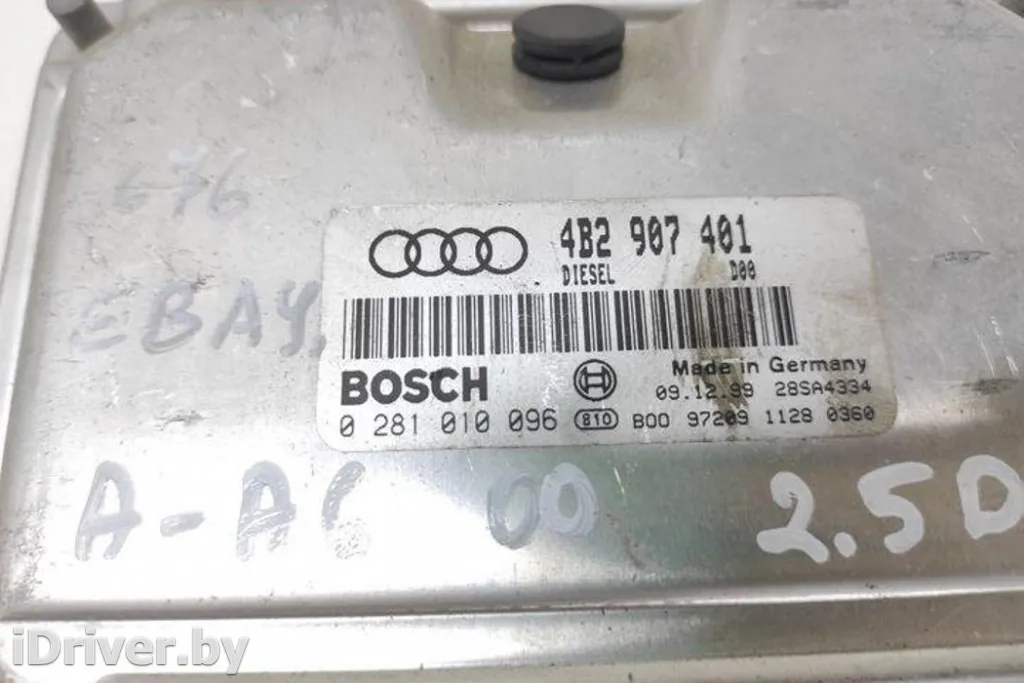 676
EBAY.
4B2 907 401
DIESEL D00
BOSCH
Made in Germany
09.12.99 28SA4334
0 281 010 096 810 B00 97209 1128 0360
A-A6 00 2.5D
iDriver.by